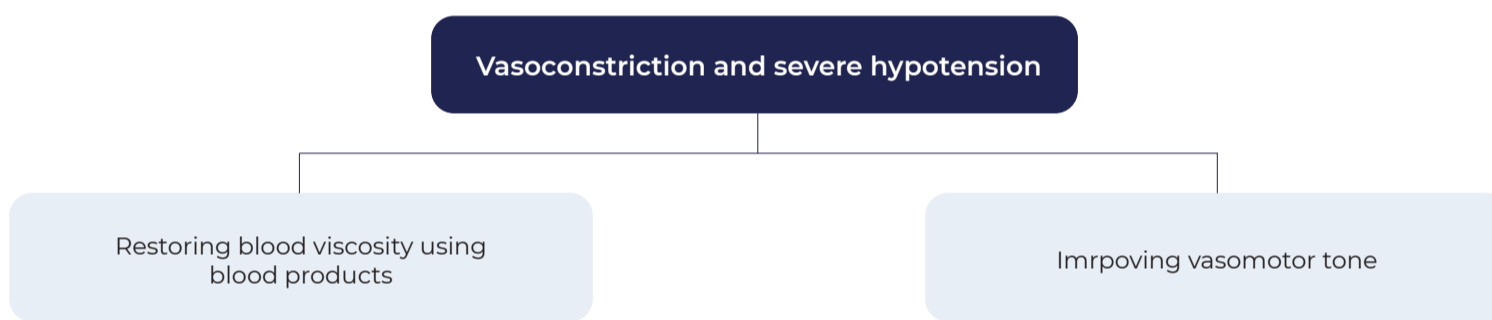 Vasoconstriction and severe hypotension
Restoring blood viscosity using
blood products
Imrpoving vasomotor tone